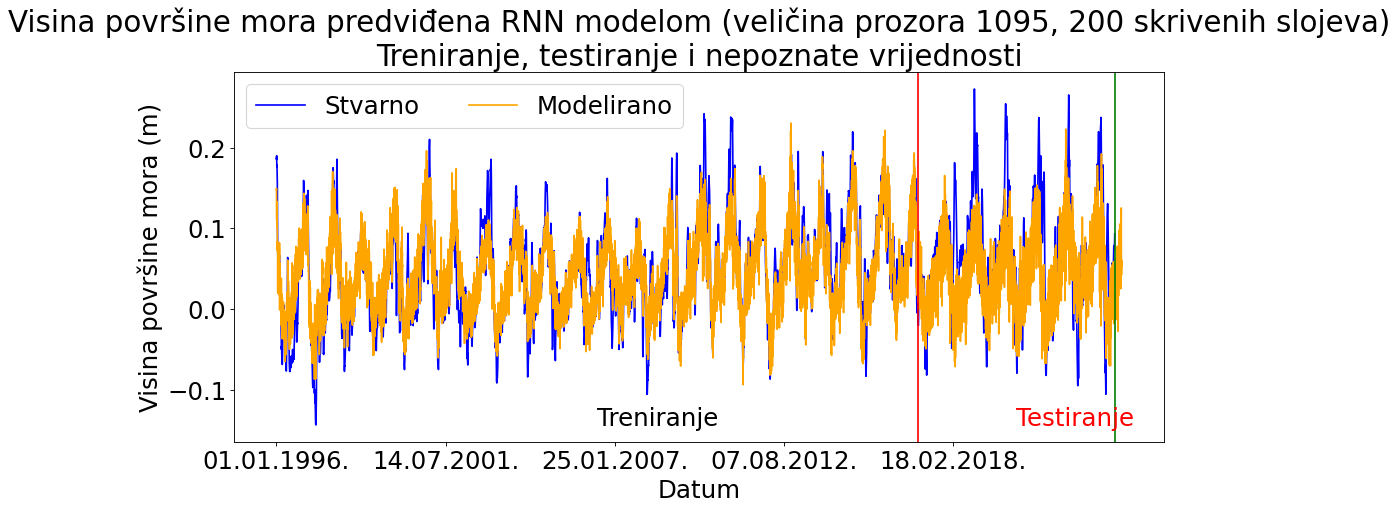 Visina površine mora predviđena RNN modelom (veličina prozora 1095, 200 skrivenih slojeva)
Treniranje, testiranje i nepoznate vrijednosti
Stvarno
Modelirano
Visina površine mora (m)
0.2
0.1
0.0
−0.1
Treniranje
Testiranje
01.01.1996.
14.07.2001.
25.01.2007.
07.08.2012.
18.02.2018.
Datum